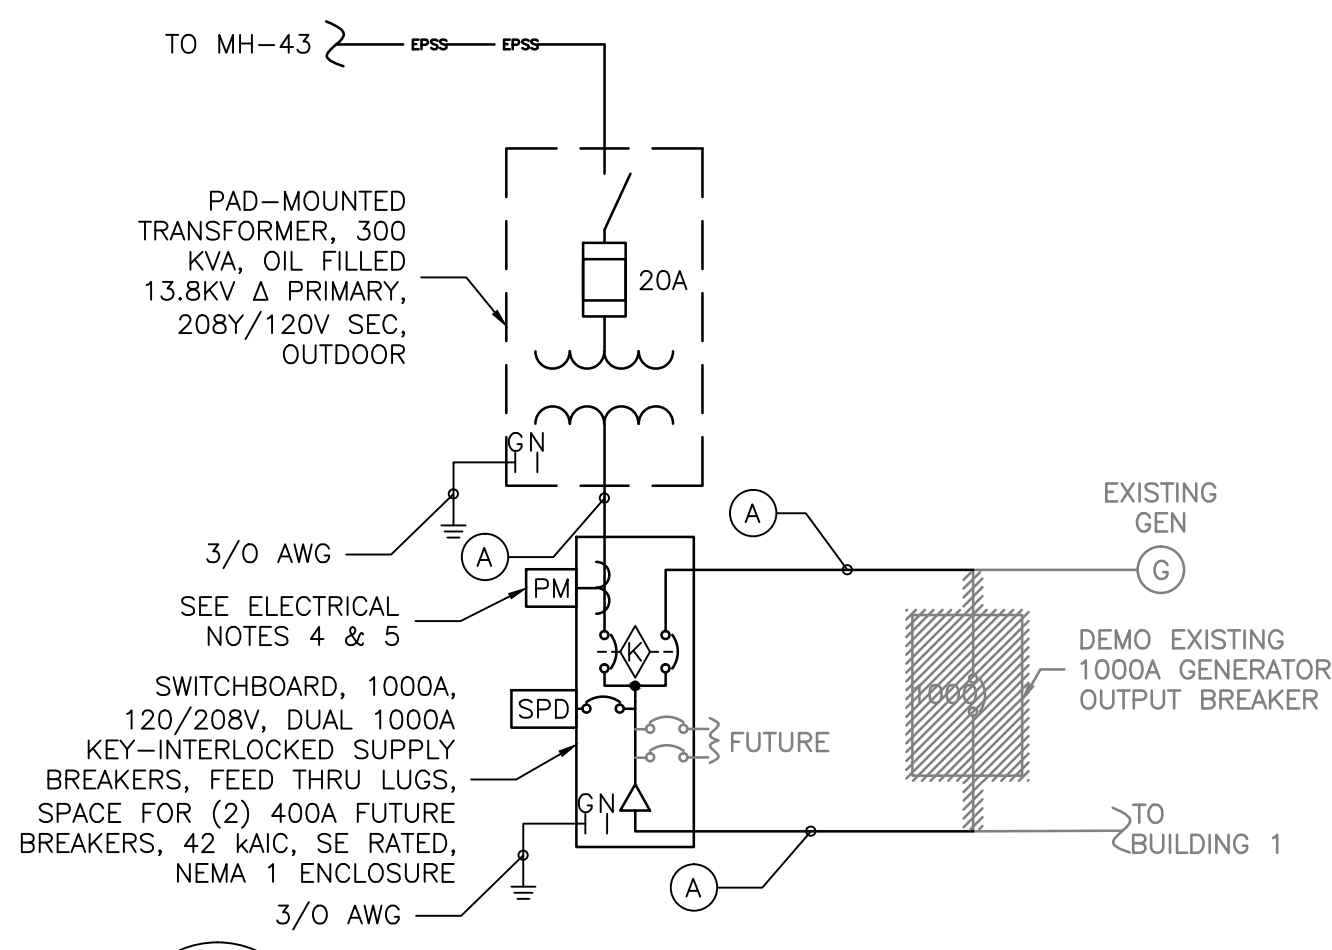 TO MH-43
EPSS
EPSS
PAD-MOUNTED
TRANSFORMER, 300
KVA, OIL FILLED
13.8KV Δ PRIMARY,
208Y/120V SEC,
OUTDOOR
20A
G N
3/0 AWG
A
A
EXISTING
GEN
G
PM
SEE ELECTRICAL
NOTES 4 & 5
K
DEMO EXISTING
1000A GENERATOR
OUTPUT BREAKER
1000
SWITCHBOARD, 1000A,
120/208V, DUAL 1000A
KEY-INTERLOCKED SUPPLY
BREAKERS, FEED THRU LUGS,
SPACE FOR (2) 400A FUTURE
BREAKERS, 42 kAIC, SE RATED,
NEMA 1 ENCLOSURE
SPD
FUTURE
G N
TO
BUILDING 1
A
3/0 AWG